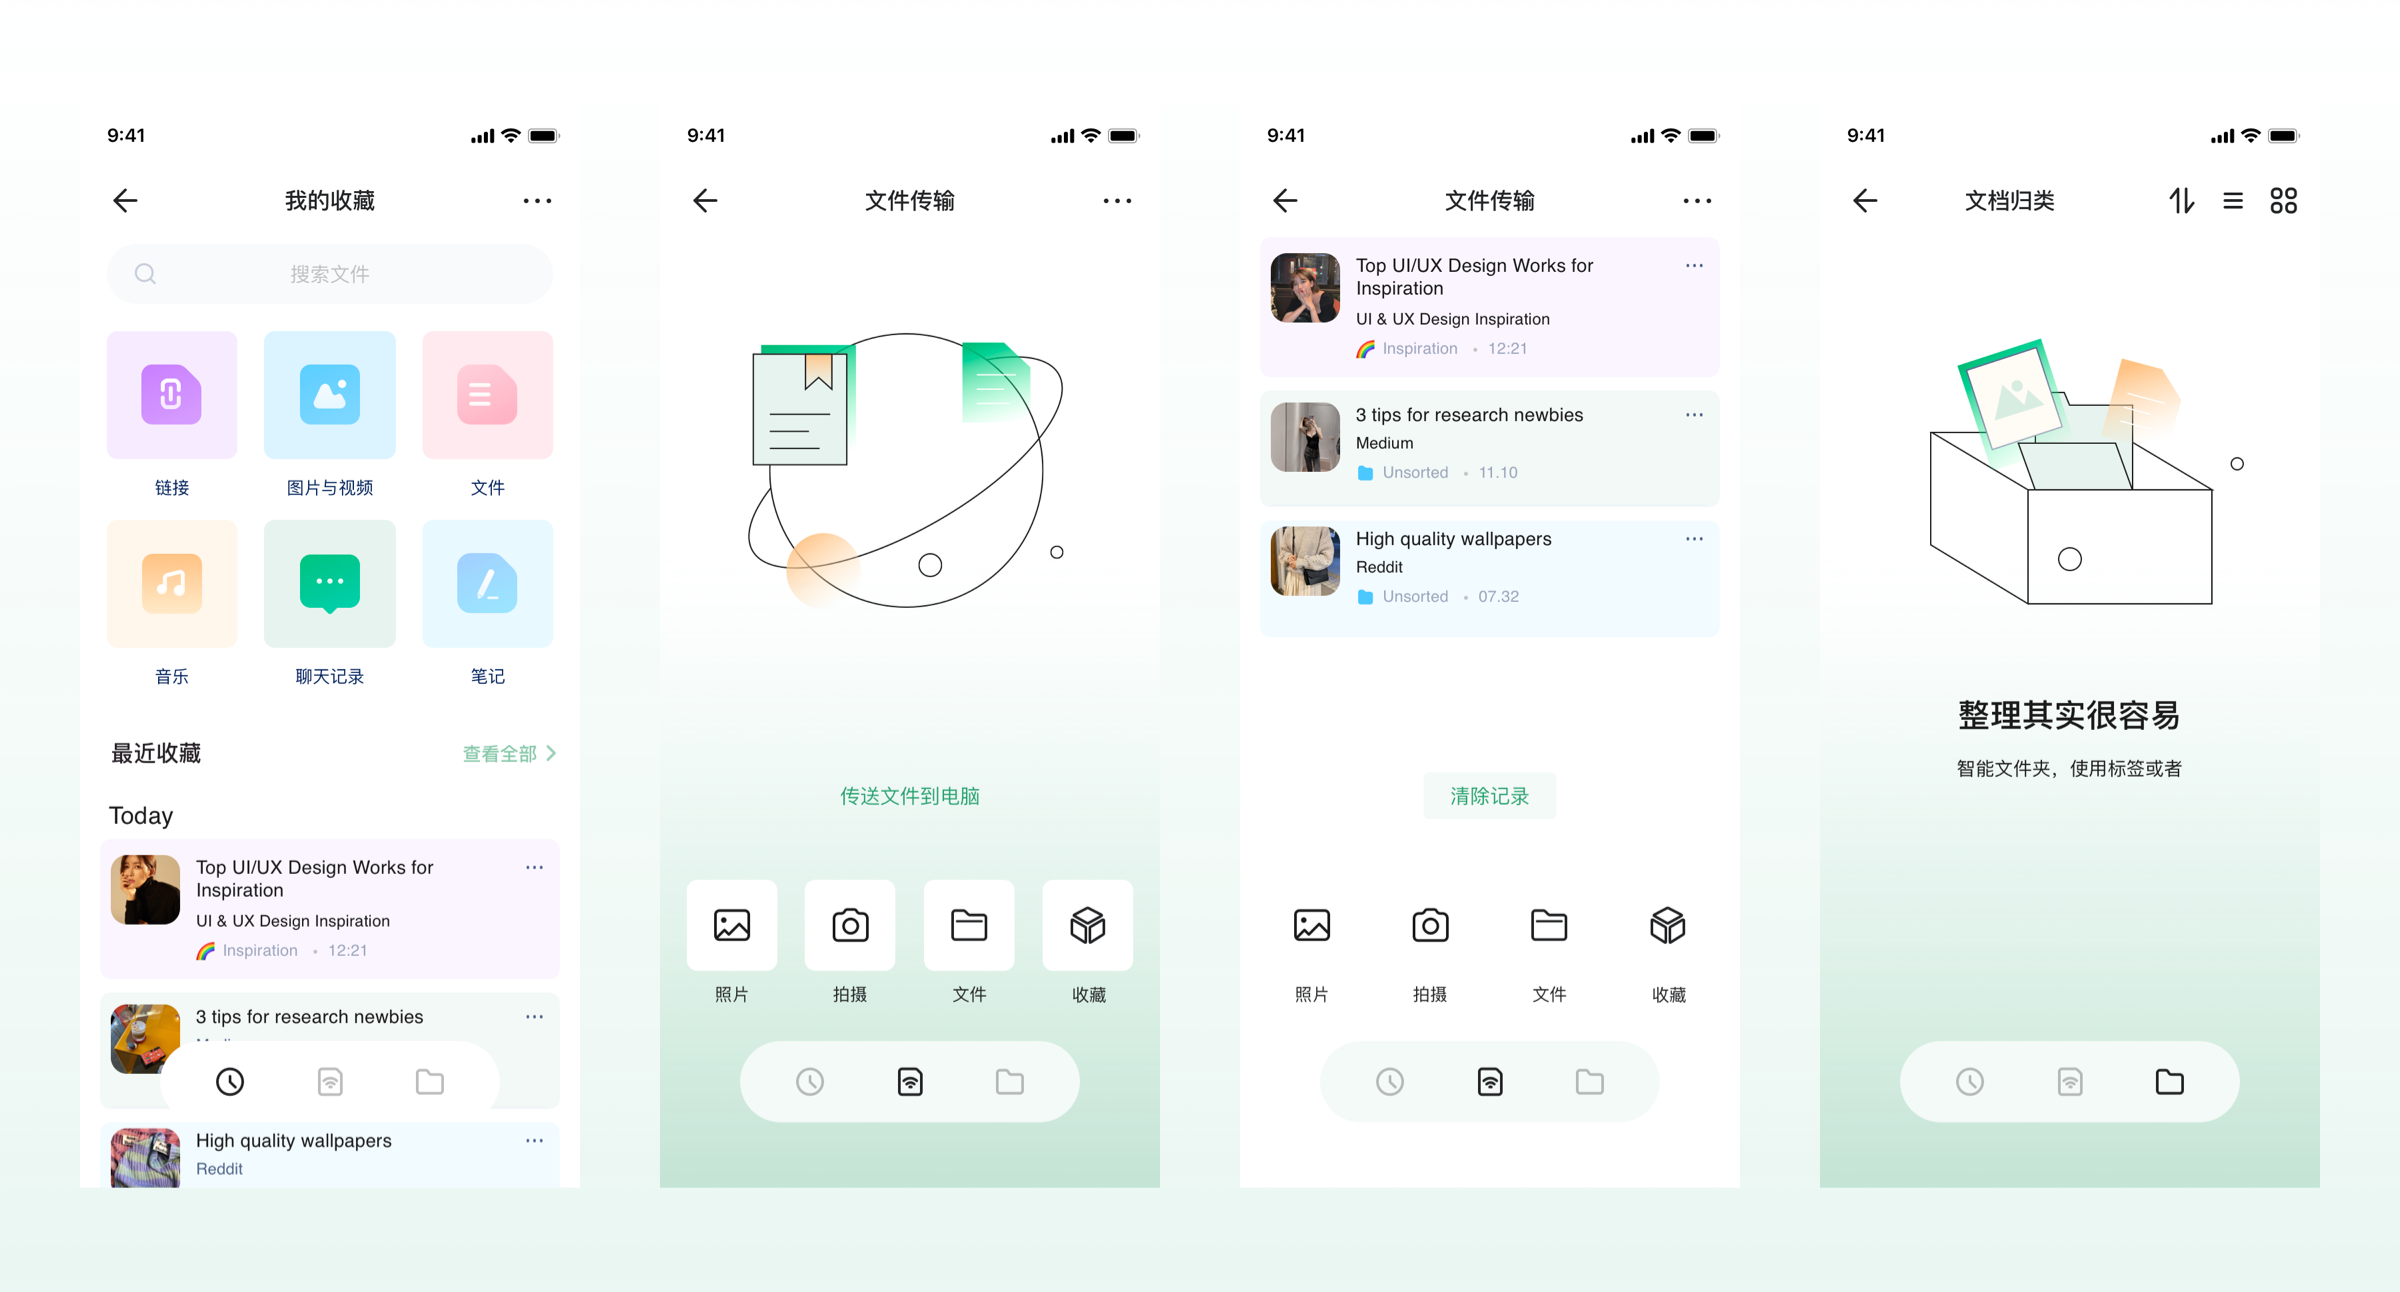 9:41
我的收藏
搜索文件
链接
图片与视频
文件
音乐
聊天记录
笔记
最近收藏
查看全部
Today
Top UI/UX Design Works for
Inspiration
UI & UX Design Inspiration
Inspiration • 12:21
3 tips for research newbies
High quality wallpapers
Reddit
9:41
文件传输
传送文件到电脑
照片
拍摄
文件
收藏
9:41
文件传输
Top UI/UX Design Works for
Inspiration
UI & UX Design Inspiration
Inspiration • 12:21
3 tips for research newbies
Medium
Unsorted • 11.10
High quality wallpapers
Reddit
Unsorted • 07.32
清除记录
照片
拍摄
文件
收藏
9:41
文档归类
整理其实很容易
智能文件夹，使用标签或者